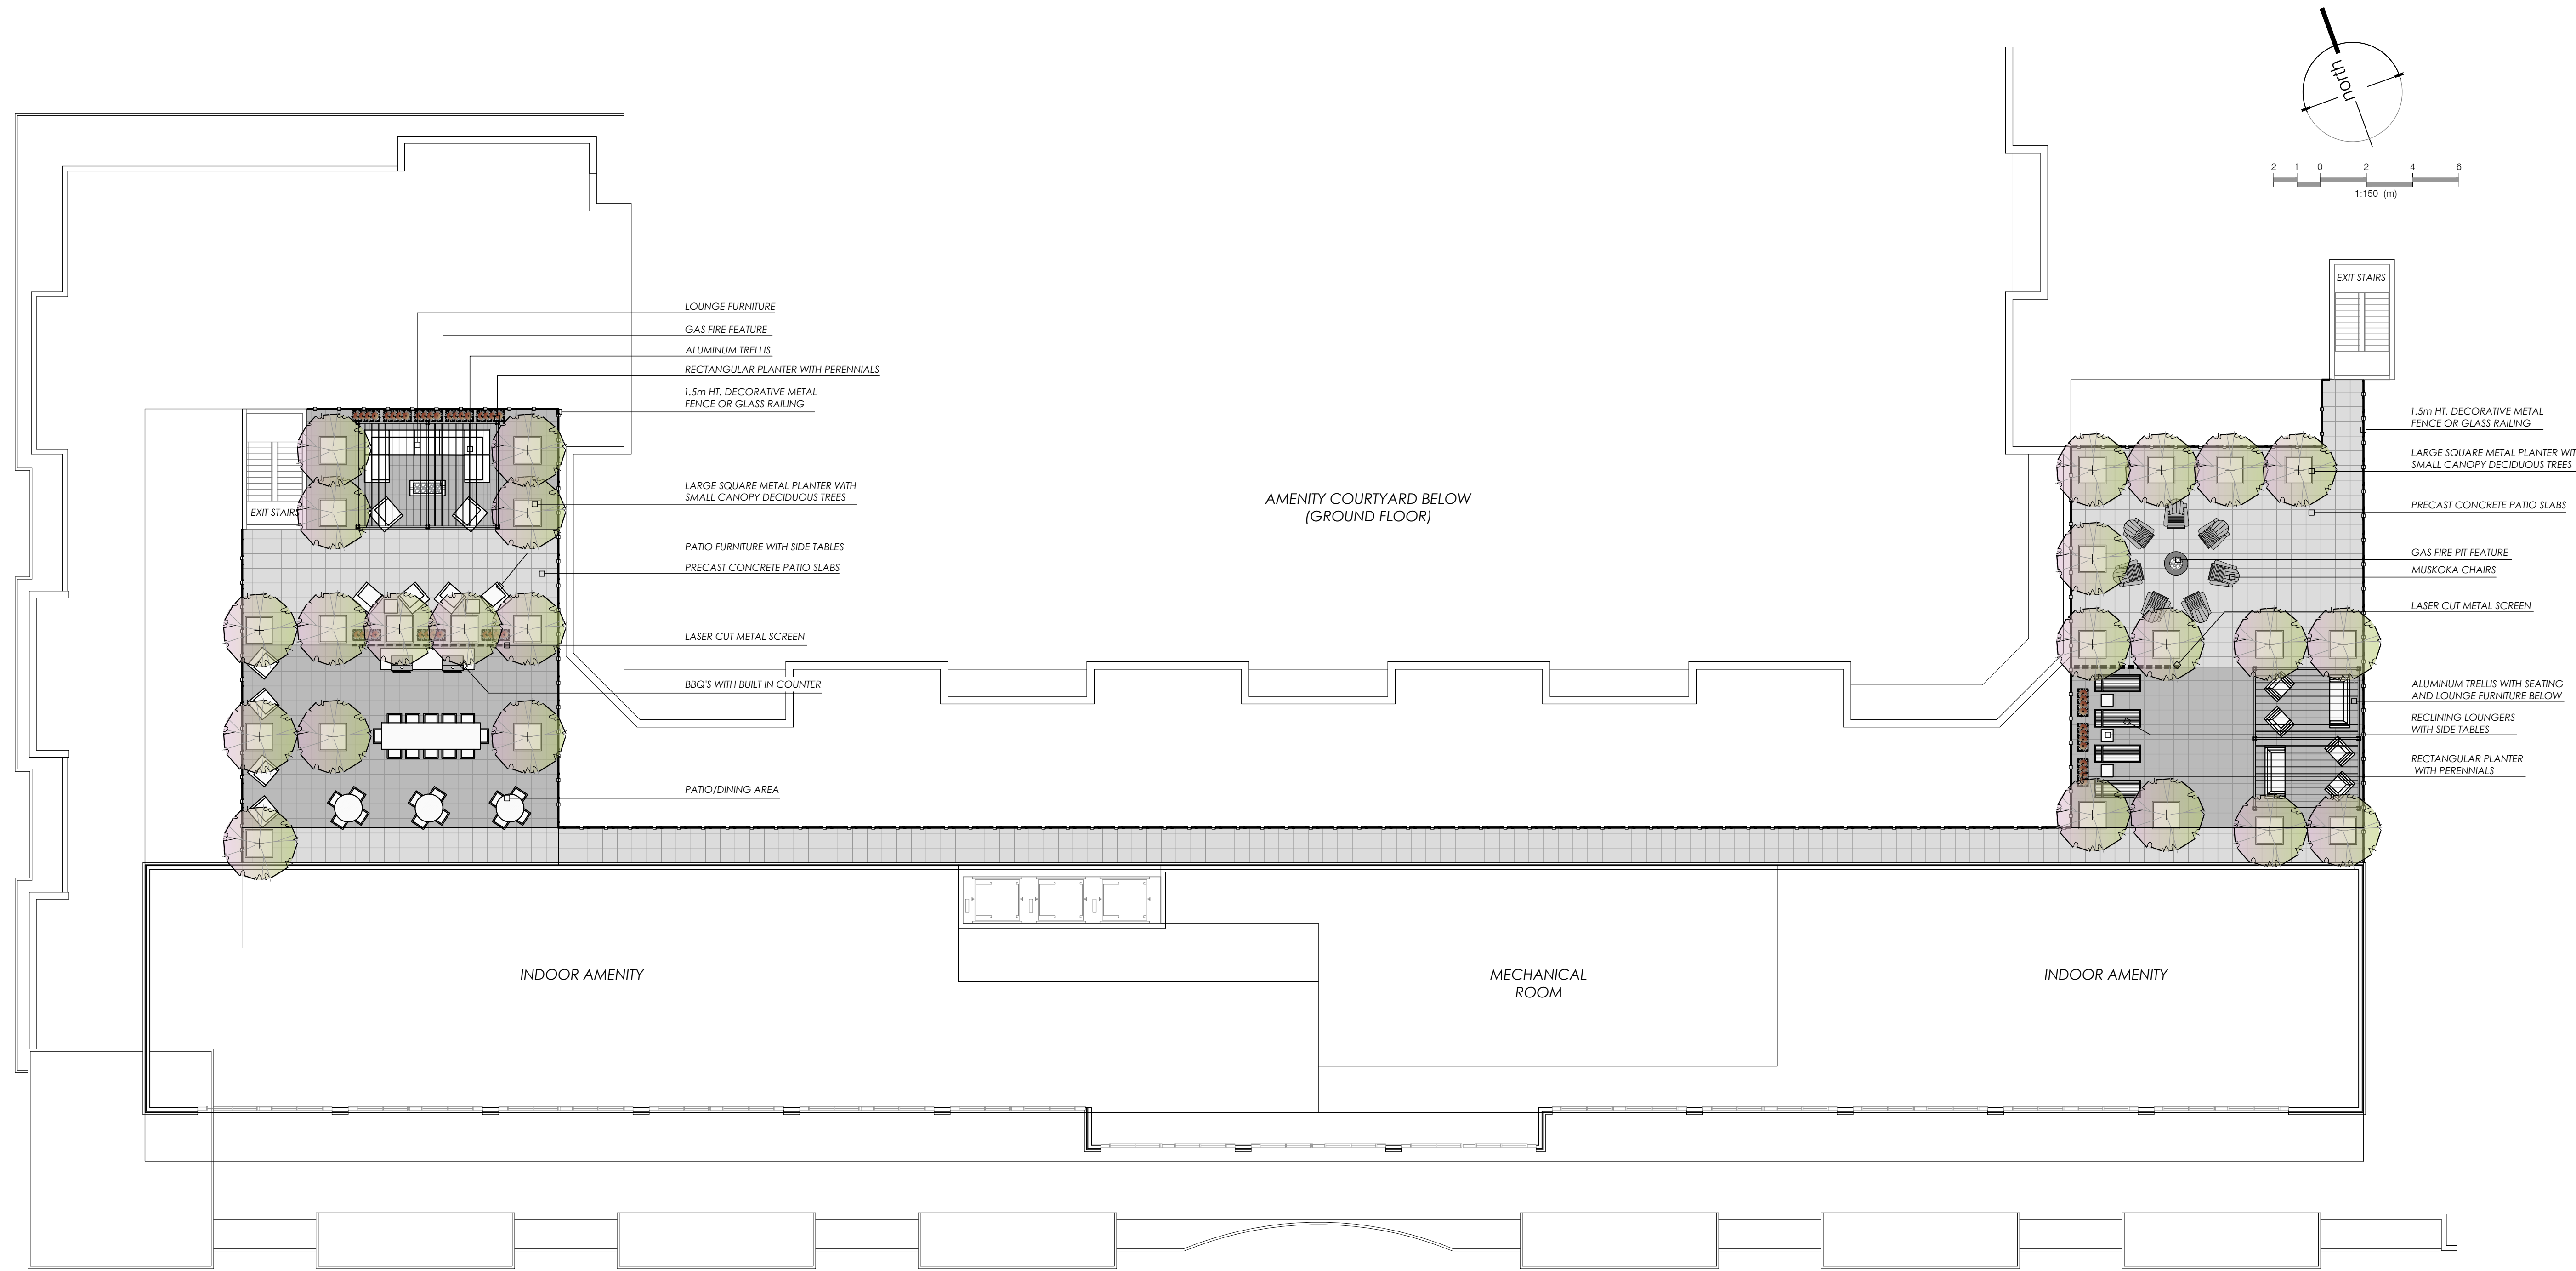 north
2 1 0 2 4 6
1:150 (m)
EXIT STAIRS
LOUNGE FURNITURE
GAS FIRE FEATURE
ALUMINUM TRELLIS
RECTANGULAR PLANTER WITH PERENNIALS
1.5m HT. DECORATIVE METAL
FENCE OR GLASS RAILING
LARGE SQUARE METAL PLANTER WITH
SMALL CANOPY DECIDUOUS TREES
EXIT STAIRS
PATIO FURNITURE WITH SIDE TABLES
PRECAST CONCRETE PATIO SLABS
LASER CUT METAL SCREEN
BBQ'S WITH BUILT IN COUNTER
PATIO/DINING AREA
AMENITY COURTYARD BELOW
(GROUND FLOOR)
1.5m HT. DECORATIVE METAL
FENCE OR GLASS RAILING
LARGE SQUARE METAL PLANTER WIT
SMALL CANOPY DECIDUOUS TREES
PRECAST CONCRETE PATIO SLABS
GAS FIRE PIT FEATURE
MUSKOKA CHAIRS
LASER CUT METAL SCREEN
ALUMINUM TRELLIS WITH SEATING
AND LOUNGE FURNITURE BELOW
RECLINING LOUNGERS
WITH SIDE TABLES
RECTANGULAR PLANTER
WITH PERENNIALS
INDOOR AMENITY
MECHANICAL
ROOM
INDOOR AMENITY